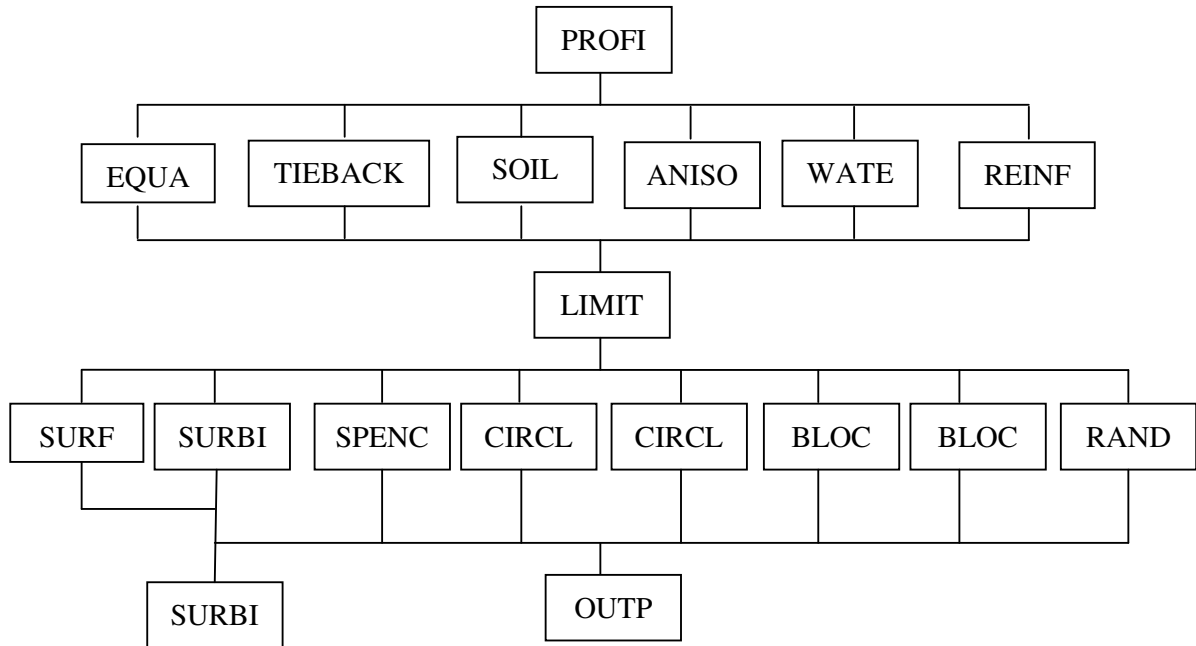 PROFI
EQUA
TIEBACK
SOIL
ANISO
WATE
REINF
LIMIT
SURF
SURBI
SPENC
CIRCL
CIRCL
BLOC
BLOC
RAND
SURBI
OUTP